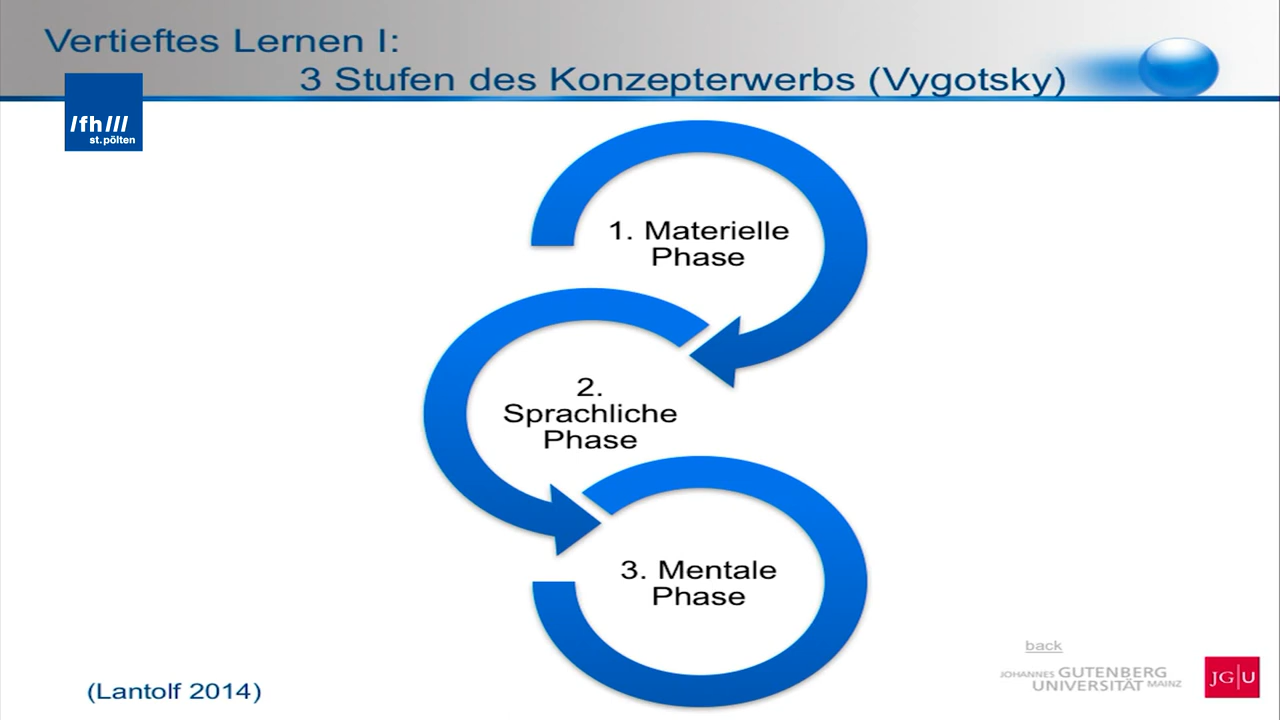 Vertieftes Lernen I:
3 Stufen des Konzepterwerbs (Vygotsky)
/fh///
st.pölten
1. Materielle
Phase
2.
Sprachliche
Phase
3. Mentale
Phase
back
JOHANNES GUTENBERG
UNIVERSITÄT MAINZ
JG|U
(Lantolf 2014)